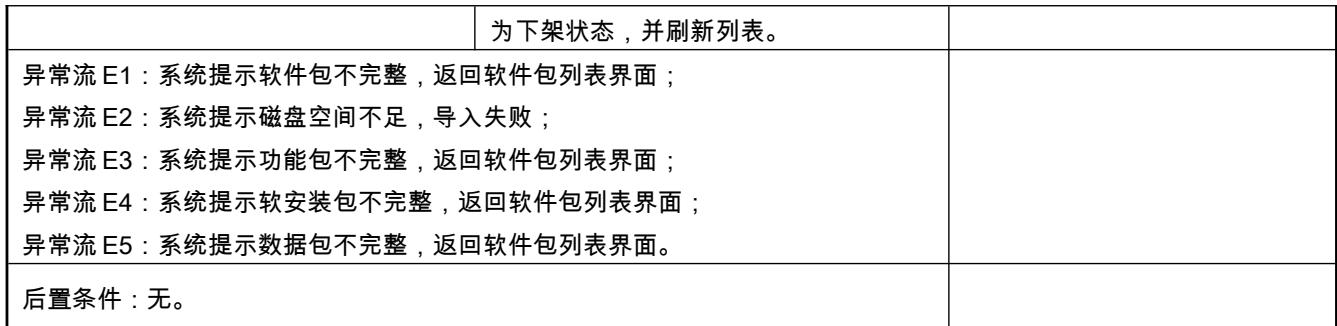 为下架状态，并刷新列表。
异常流 E1：系统提示软件包不完整，返回软件包列表界面；
异常流 E2：系统提示磁盘空间不足，导入失败；
异常流 E3：系统提示功能包不完整，返回软件包列表界面；
异常流 E4：系统提示软安装包不完整，返回软件包列表界面；
异常流 E5：系统提示数据包不完整，返回软件包列表界面。
后置条件：无。